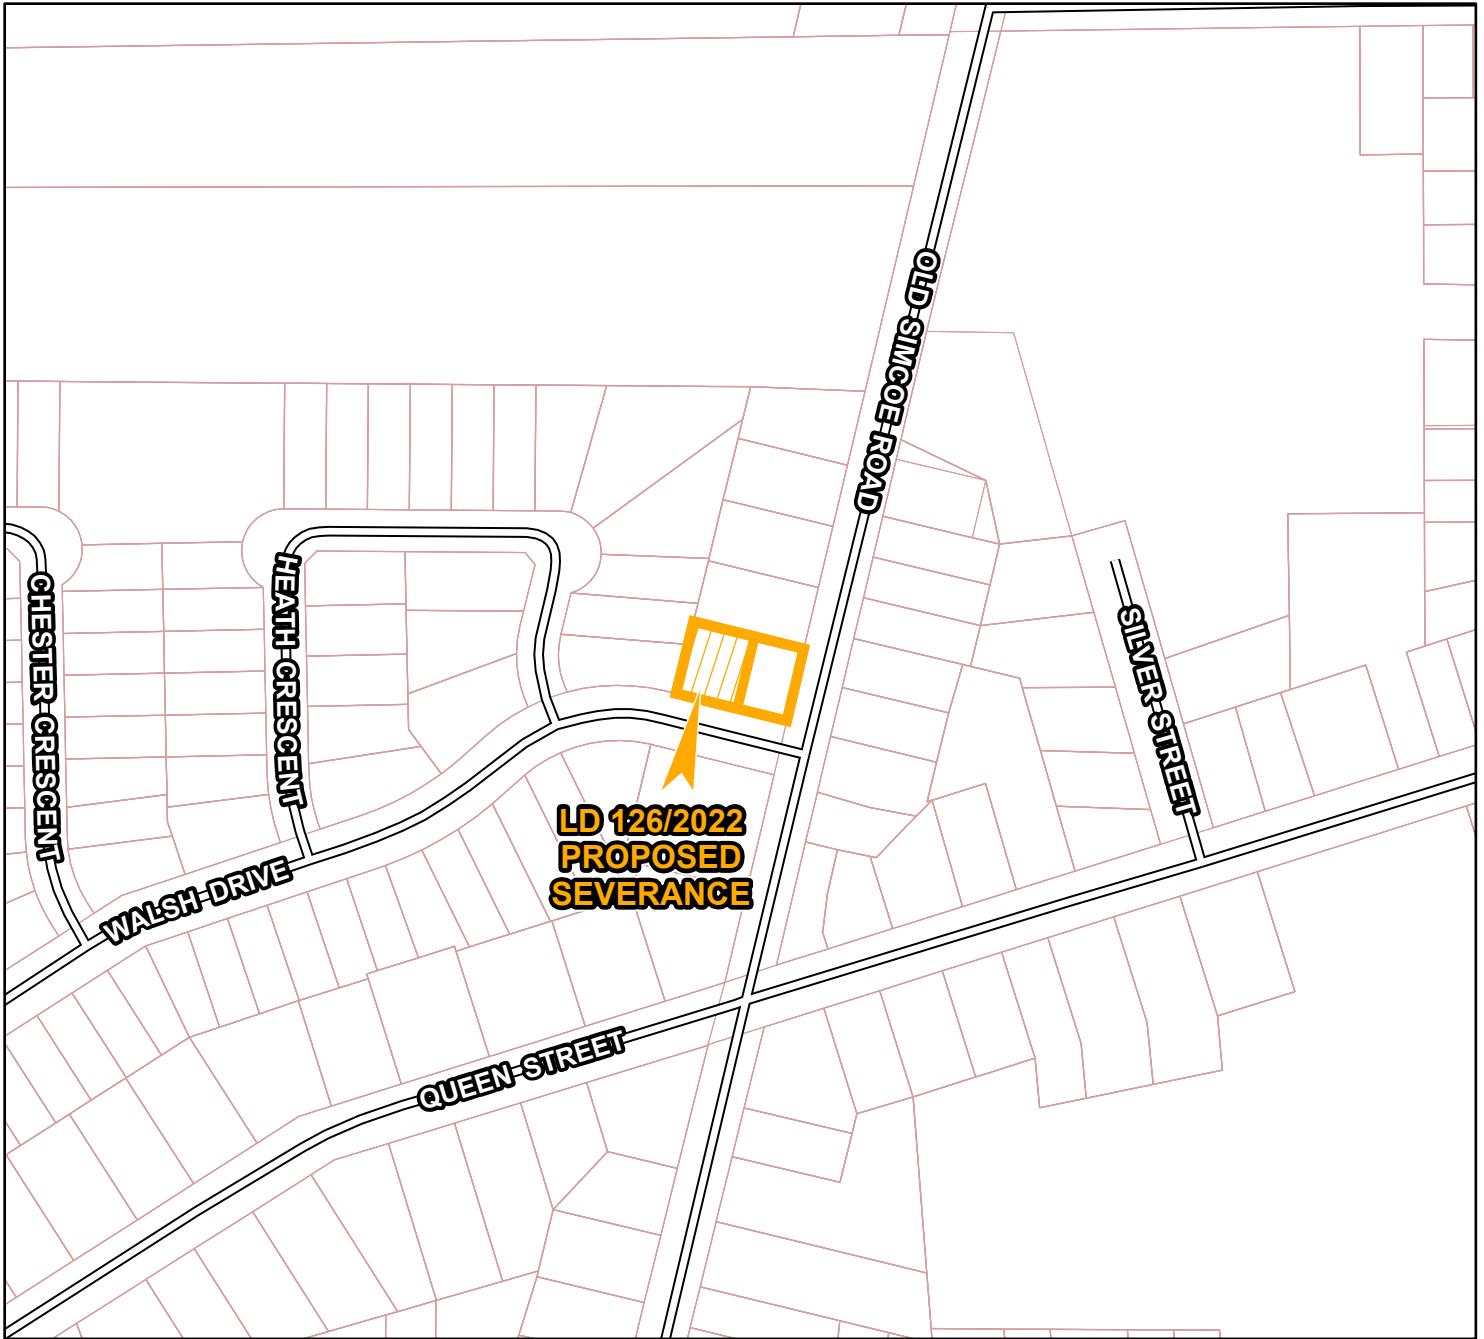 OLD SIMCOE ROAD
HEATH CRESCENT
CHESTER CRESCENT
SILVER STREET
LD 126/2022
PROPOSED
SEVERANCE
WALSH DRIVE
QUEEN STREET